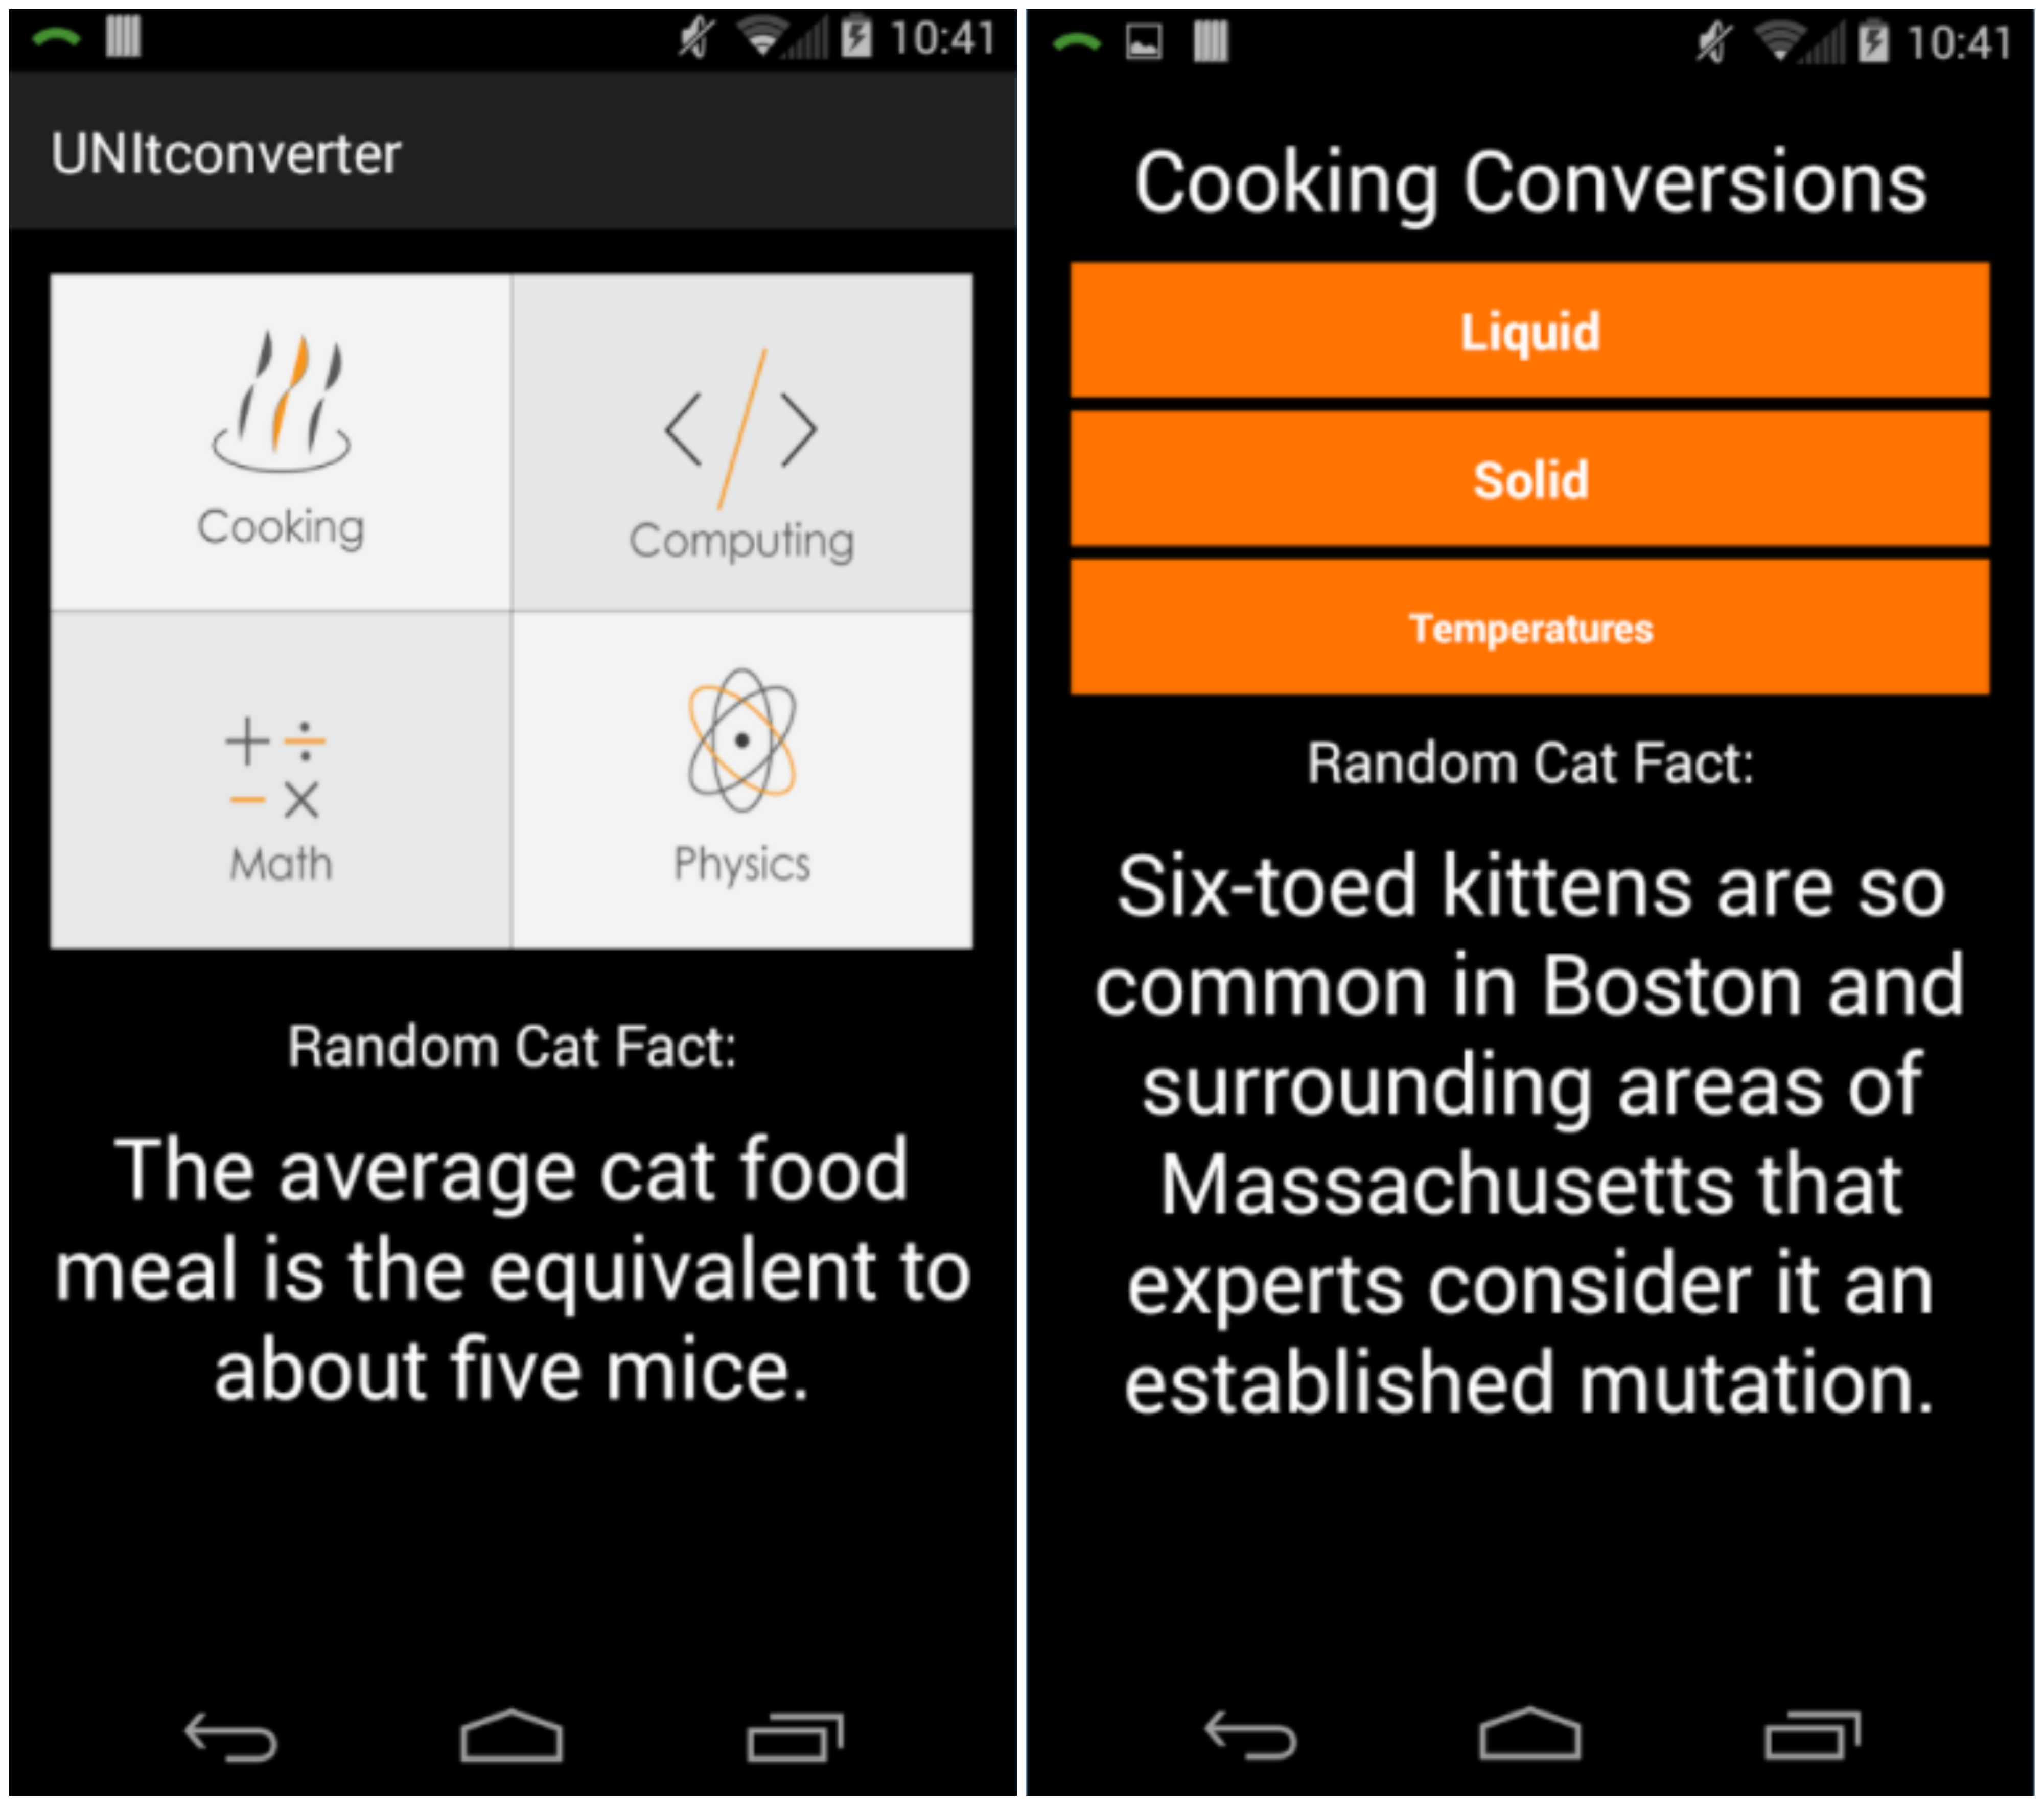 10:41
UNItconverter
Cooking
Computing
Math
Physics
Random Cat Fact:
The average cat food
meal is the equivalent to
about five mice.
10:41
Cooking Conversions
Liquid
Solid
Temperatures
Random Cat Fact:
Six-toed kittens are so
common in Boston and
surrounding areas of
Massachusetts that
experts consider it an
established mutation.